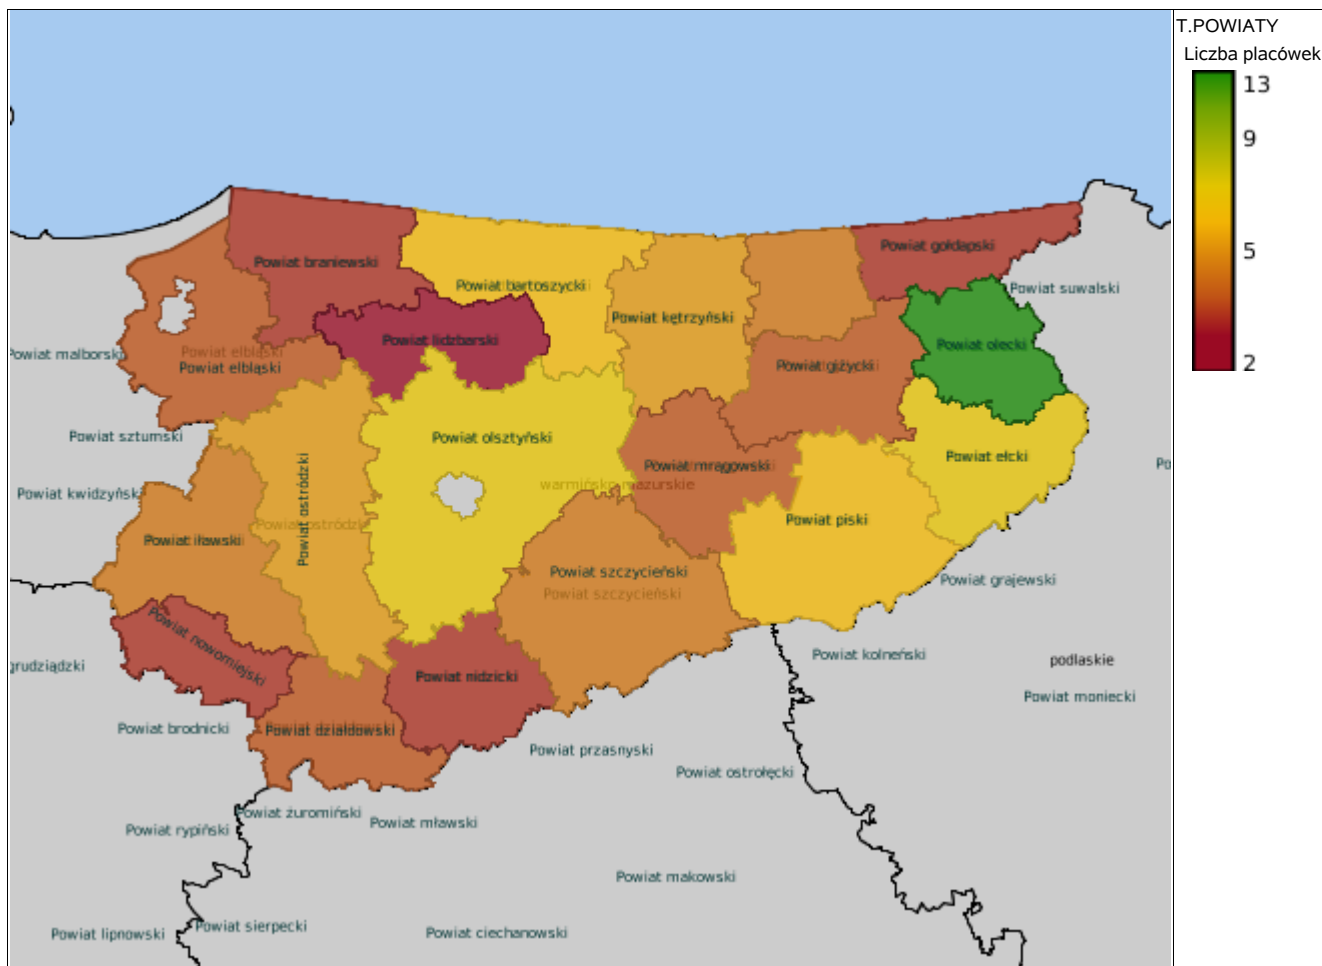 T.POWIATY
Liczba placówek
13
9
5
2
Powiat gołdapski
Powiat braniewski
Powiat bartoszycki
Powiat suwalski
Powiat kętrzyński
Powiat lidzbarski
Powiat olecki
Powiat elbląski
Powiat malborski
Powiat elbląski
Powiat giżycki
Powiat sztumski
Powiat olsztyński
Powiat ełcki
Powiat mrągowski
warmińsko-mazurskie
Powiat kwidzyńsk
Powiat ostródzki
Powiat ostródzki
Powiat piski
Powiat iławski
Powiat szczycieński
Powiat szczycieński
Powiat grajewski
Powiat nowomiejski
Powiat kolneński
podlaskie
grudziądzki
Powiat nidzicki
Powiat moniecki
Powiat brodnicki
Powiat działdowski
Powiat przasnyski
Powiat ostrołęcki
Powiat żuromiński
Powiat mławski
Powiat rypiński
Powiat makowski
Powiat sierpecki
Powiat lipnowski
Powiat ciechanowski
Po